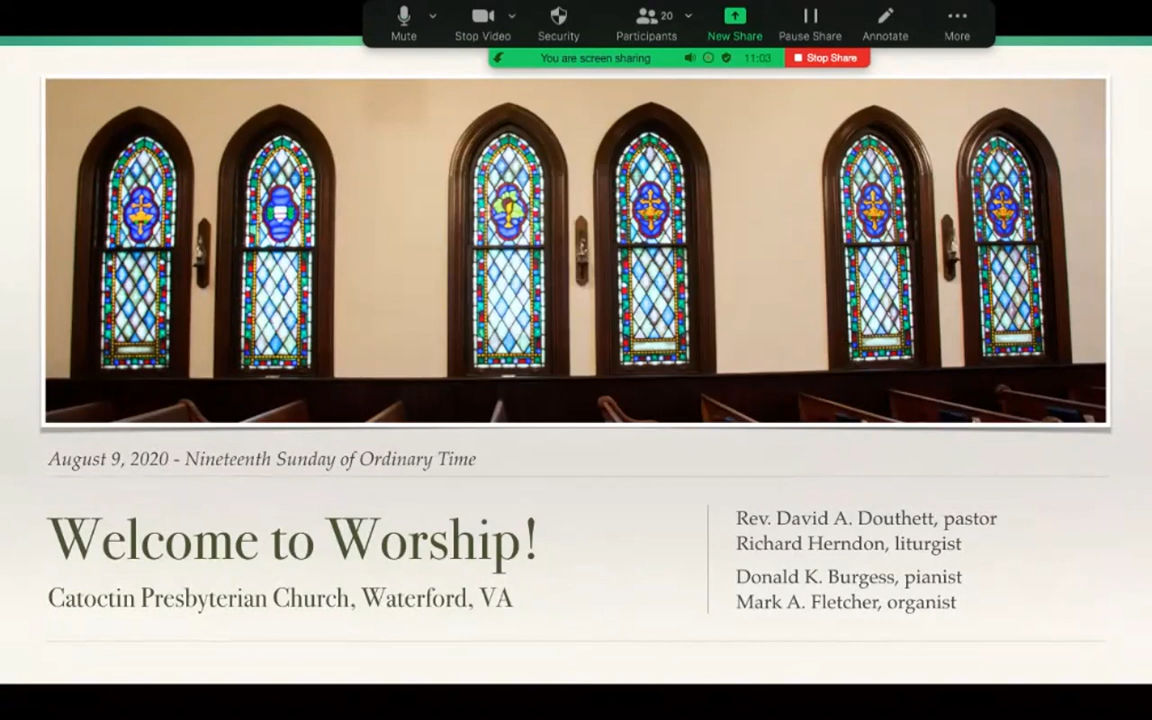 Mute
Stop Video
Security
20
Participants
New Share
Pause Share
Annotate
More
You are screen sharing
11:03
Stop Share
August 9, 2020 - Nineteenth Sunday of Ordinary Time
Welcome to Worship!
Catoctin Presbyterian Church, Waterford, VA
Rev. David A. Douthett, pastor
Richard Herndon, liturgist
Donald K. Burgess, pianist
Mark A. Fletcher, organist